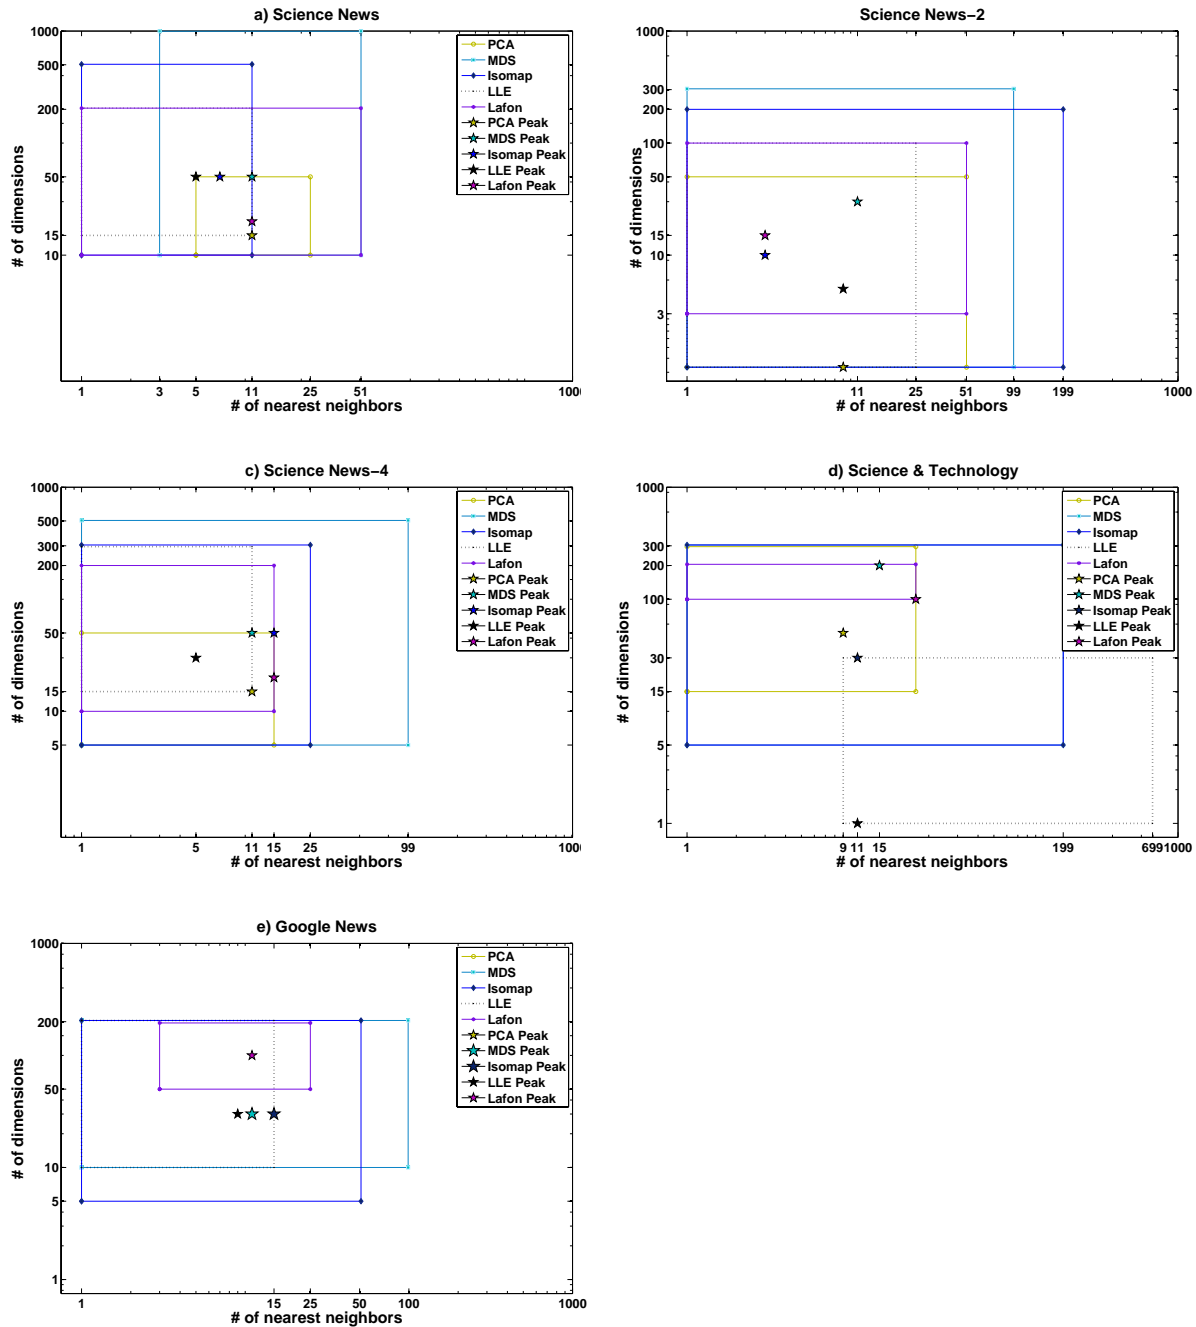 a) Science News
1000
500
200
50
15
10
# of dimensions
1 3 5 11 25 51 100
# of nearest neighbors
PCA
MDS
Isomap
LLE
Lafon
PCA Peak
MDS Peak
Isomap Peak
LLE Peak
Lafon Peak
Science News−2
1000
300
200
100
50
15
10
3
# of dimensions
1 11 25 51 99 199 1000
# of nearest neighbors
c) Science News−4
1000
500
300
200
50
15
10
5
# of dimensions
1 5 11 15 25 99 100
# of nearest neighbors
PCA
MDS
Isomap
LLE
Lafon
PCA Peak
MDS Peak
Isomap Peak
LLE Peak
Lafon Peak
d) Science & Technology
1000
300
200
100
30
15
5
1
# of dimensions
1 9 11 15 199 699 1000
# of nearest neighbors
PCA
MDS
Isomap
LLE
Lafon
PCA Peak
MDS Peak
Isomap Peak
LLE Peak
Lafon Peak
e) Google News
1000
200
50
10
5
1
# of dimensions
1 15 25 50 100 1000
# of nearest neighbors
PCA
MDS
Isomap
LLE
Lafon
PCA Peak
MDS Peak
Isomap Peak
LLE Peak
Lafon Peak